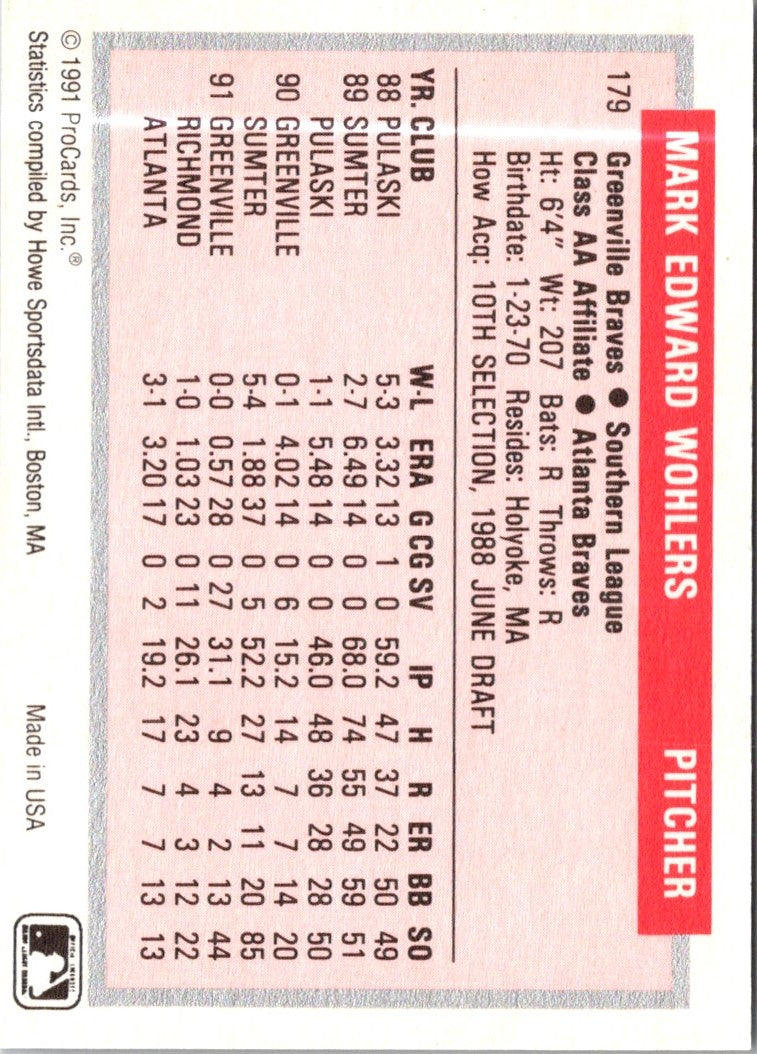 MARK EDWARD WOHLERS PITCHER
179 Greenville Braves ● Southern League
Class AA Affiliate ● Atlanta Braves
Ht: 6'4" Wt: 207 Bats: R Throws: R
Birthdate: 1-23-70 Resides: Holyoke, MA
How Acq: 10TH SELECTION, 1988 JUNE DRAFT
YR. CLUB W-L ERA G CG SV IP H R ER BB SO
88 PULASKI 5-3 3.32 13 1 0 59.2 47 37 22 50 49
89 SUMTER 2-7 6.49 14 0 0 68.0 74 55 49 59 51
PULASKI 1-1 5.48 14 0 0 46.0 48 36 28 28 50
90 GREENVILLE 0-1 4.02 14 0 6 15.2 14 7 7 14 20
SUMTER 5-4 1.88 37 0 5 52.2 27 13 11 20 85
91 GREENVILLE 0-0 0.57 28 0 27 31.1 9 4 2 13 44
RICHMOND 1-0 1.03 23 0 11 26.1 23 4 3 12 22
ATLANTA 3-1 3.20 17 0 2 19.2 17 7 7 13 13
© 1991 ProCards, Inc.®
Statistics compiled by Howe Sportsdata Intl., Boston, MA Made in USA